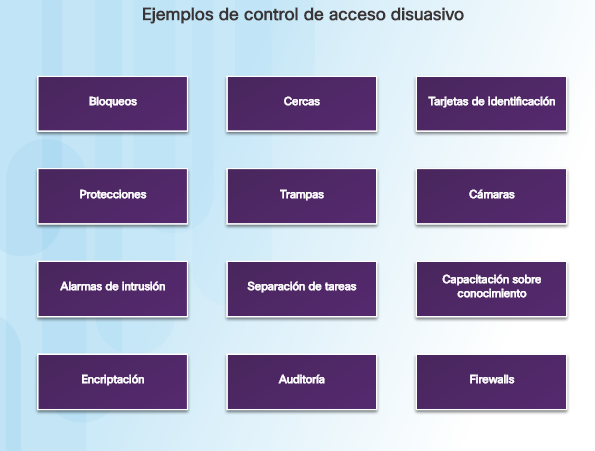 Ejemplos de control de acceso disuasivo
Bloqueos
Cercas
Tarjetas de identificación
Protecciones
Trampas
Cámaras
Alarmas de intrusión
Separación de tareas
Capacitación sobre
conocimiento
Encriptación
Auditoría
Firewalls